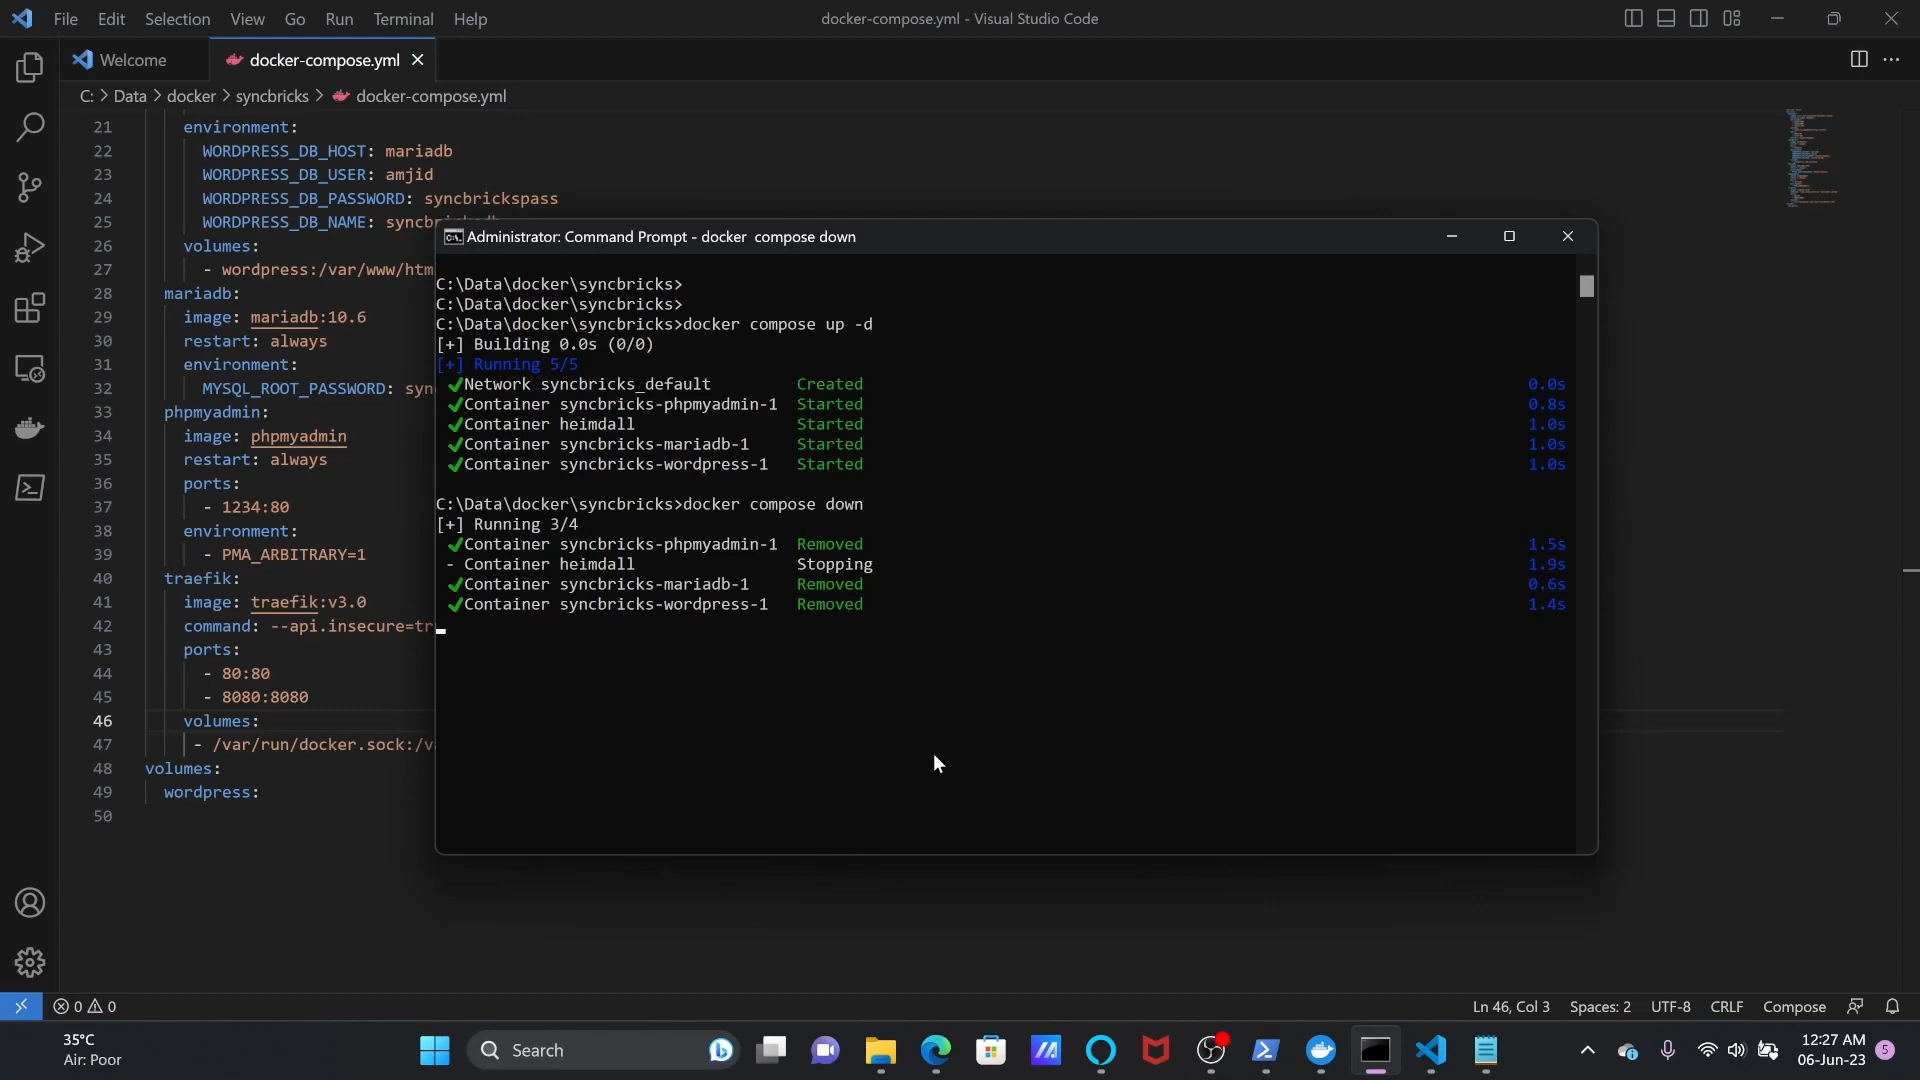 File Edit Selection View Go Run Terminal Help
docker-compose.yml - Visual Studio Code
Welcome
docker-compose.yml
C: > Data > docker > syncbricks > docker-compose.yml
21 environment:
22 WORDPRESS_DB_HOST: mariadb
23 WORDPRESS_DB_USER: amjid
24 WORDPRESS_DB_PASSWORD: syncbrickspass
25 WORDPRESS_DB_NAME:
26 volumes:
27 - wordpress:/var/www/htm
28 mariadb:
29 image: mariadb:10.6
30 restart: always
31 environment:
32 MYSQL_ROOT_PASSWORD: syn
33 phpmyadmin:
34 image: phpmyadmin
35 restart: always
36 ports:
37 - 1234:80
38 environment:
39 - PMA_ARBITRARY=1
40 traefik:
41 image: traefik:v3.0
42 command: --api.insecure=tr
43 ports:
44 - 80:80
45 - 8080:8080
46 volumes:
47 - /var/run/docker.sock:/v
48 volumes:
49 wordpress:
50
Administrator: Command Prompt - docker  compose down
C:\Data\docker\syncbricks>
C:\Data\docker\syncbricks>
C:\Data\docker\syncbricks>docker compose up -d
[+] Building 0.0s (0/0)
[+] Running 5/5
✔Network syncbricks_default Created 0.0s
✔Container syncbricks-phpmyadmin-1 Started 0.8s
✔Container heimdall Started 1.0s
✔Container syncbricks-mariadb-1 Started 1.0s
✔Container syncbricks-wordpress-1 Started 1.0s
C:\Data\docker\syncbricks>docker compose down
[+] Running 3/4
✔Container syncbricks-phpmyadmin-1 Removed 1.5s
- Container heimdall Stopping 1.9s
✔Container syncbricks-mariadb-1 Removed 0.6s
✔Container syncbricks-wordpress-1 Removed 1.4s
0 0
Ln 46, Col 3 Spaces: 2 UTF-8 CRLF Compose
35°C
Air: Poor
Search
12:27 AM
06-Jun-23
5